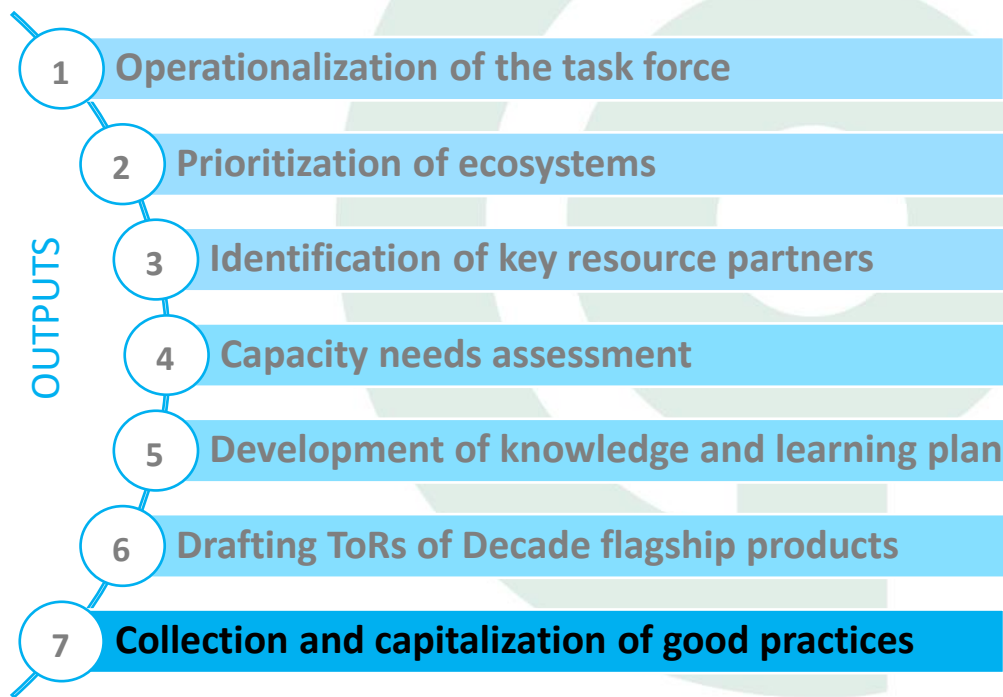 OUTPUTS
1 Operationalization of the task force
2 Prioritization of ecosystems
3 Identification of key resource partners
4 Capacity needs assessment
5 Development of knowledge and learning plan
6 Drafting ToRs of Decade flagship products
7 Collection and capitalization of good practices